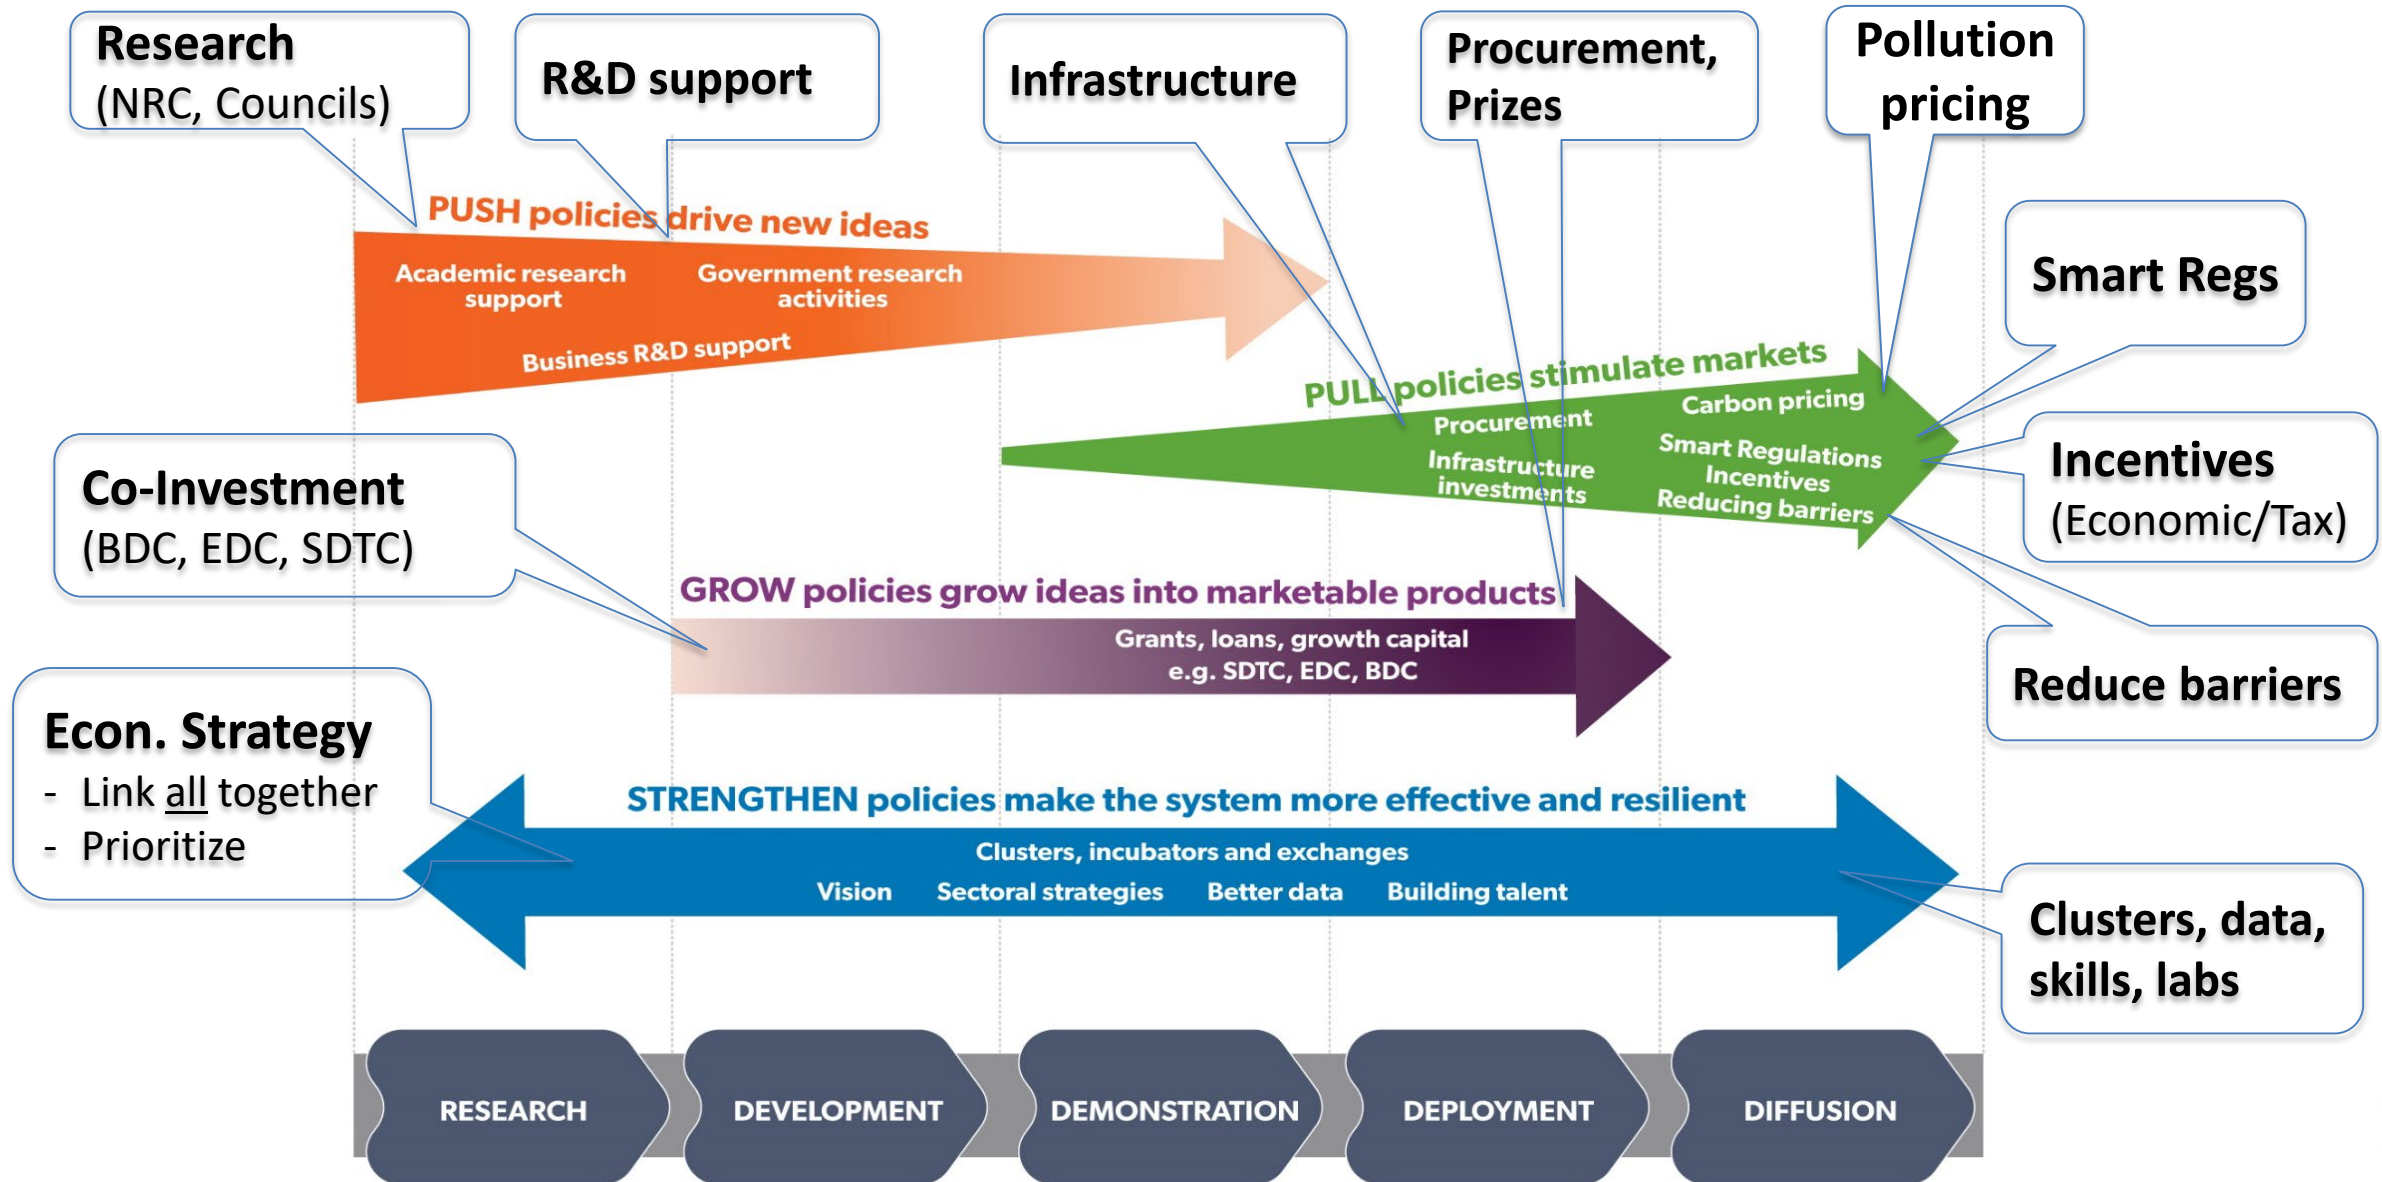 Research
(NRC, Councils)
R&D support
Infrastructure
Procurement,
Prizes
Pollution
pricing
PUSH policies drive new ideas
Academic research
support
Government research
activities
Business R&D support
Smart Regs
PULL policies stimulate markets
Procurement
Carbon pricing
Infrastructure
investments
Smart Regulations
Incentives
Reducing barriers
Incentives
(Economic/Tax)
Co-Investment
(BDC, EDC, SDTC)
GROW policies grow ideas into marketable products
Grants, loans, growth capital
e.g. SDTC, EDC, BDC
Reduce barriers
Econ. Strategy
- Link all together
- Prioritize
STRENGTHEN policies make the system more effective and resilient
Clusters, incubators and exchanges
Vision Sectoral strategies Better data Building talent
Clusters, data,
skills, labs
RESEARCH DEVELOPMENT DEMONSTRATION DEPLOYMENT DIFFUSION